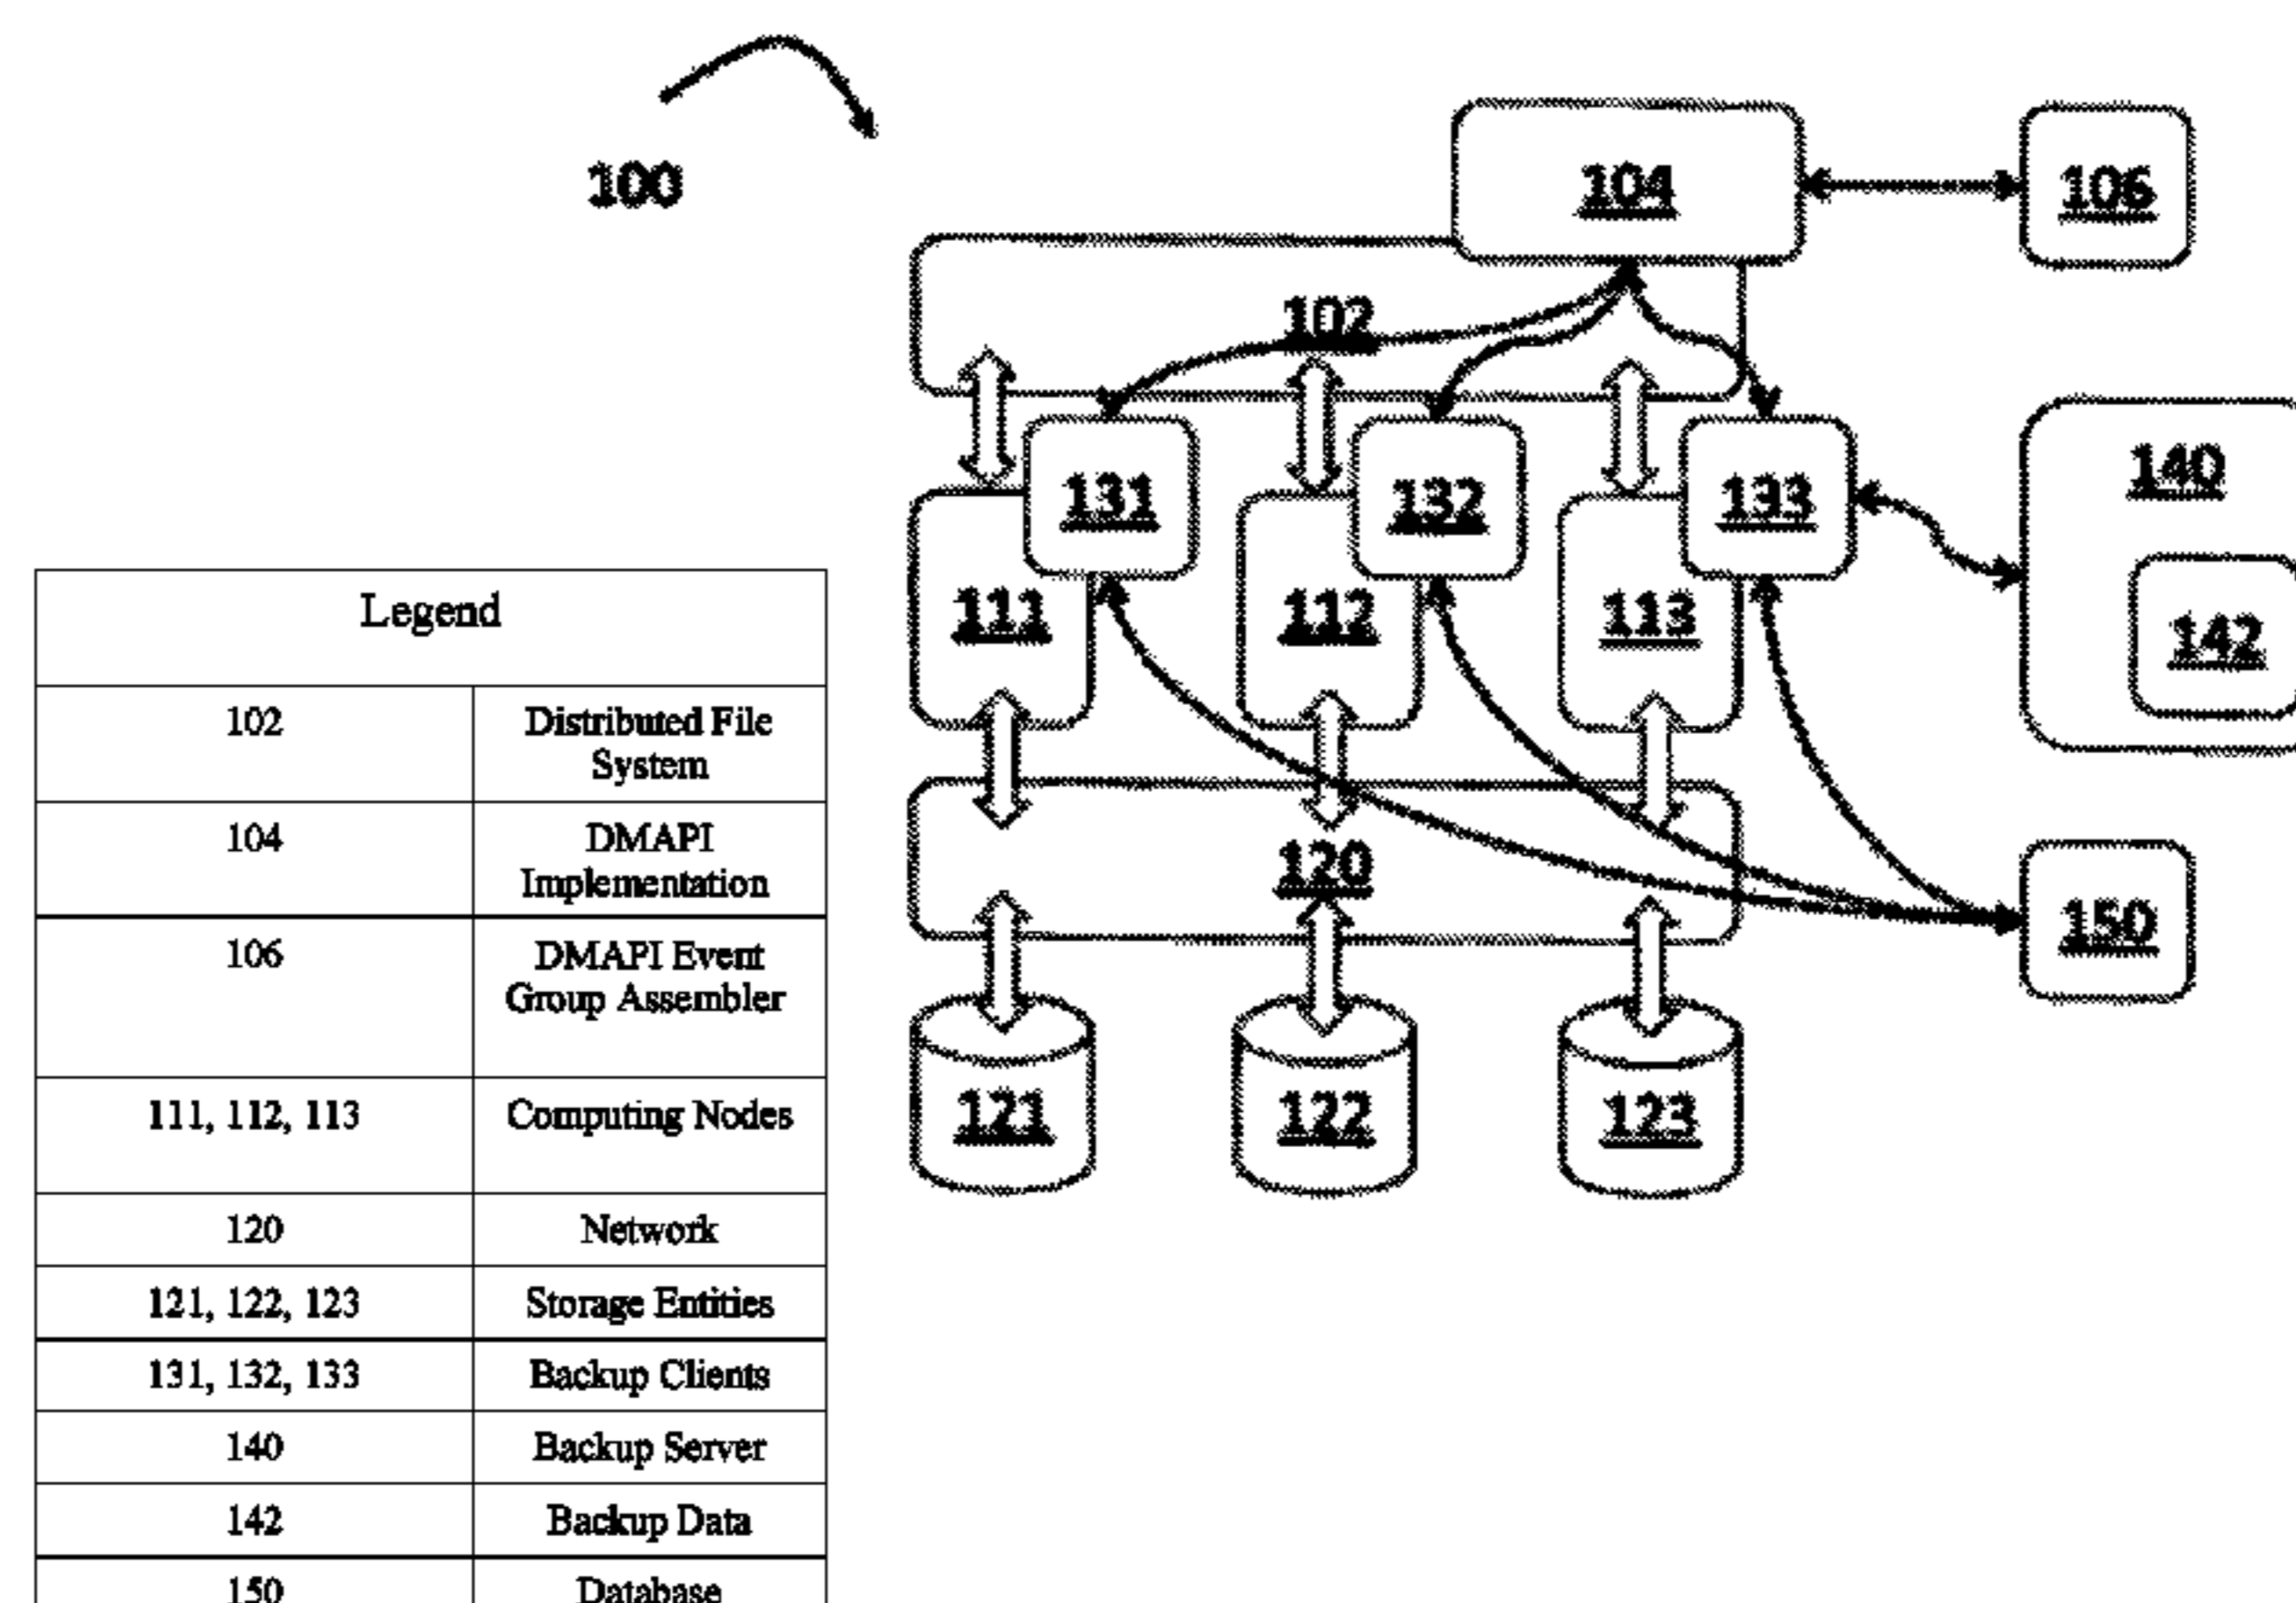 100
104
106
102
131
132
133
140
111
112
113
142
120
150
121
122
123
Legend
102
Distributed File
System
104
DMAPI
Implementation
106
DMAPI Event
Group Assembler
111, 112, 113
Computing Nodes
120
Network
121, 122, 123
Storage Entities
131, 132, 133
Backup Clients
140
Backup Server
142
Backup Data
150
Database